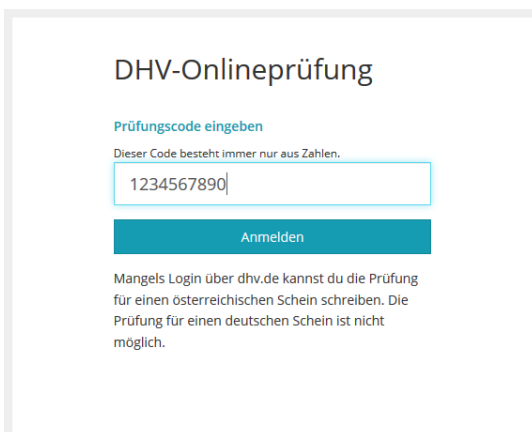 DHV-Onlineprüfung
Prüfungscode eingeben
Dieser Code besteht immer nur aus Zahlen.
1234567890
Anmelden
Mangels Login über dhv.de kannst du die Prüfung
für einen österreichischen Schein schreiben. Die
Prüfung für einen deutschen Schein ist nicht
möglich.